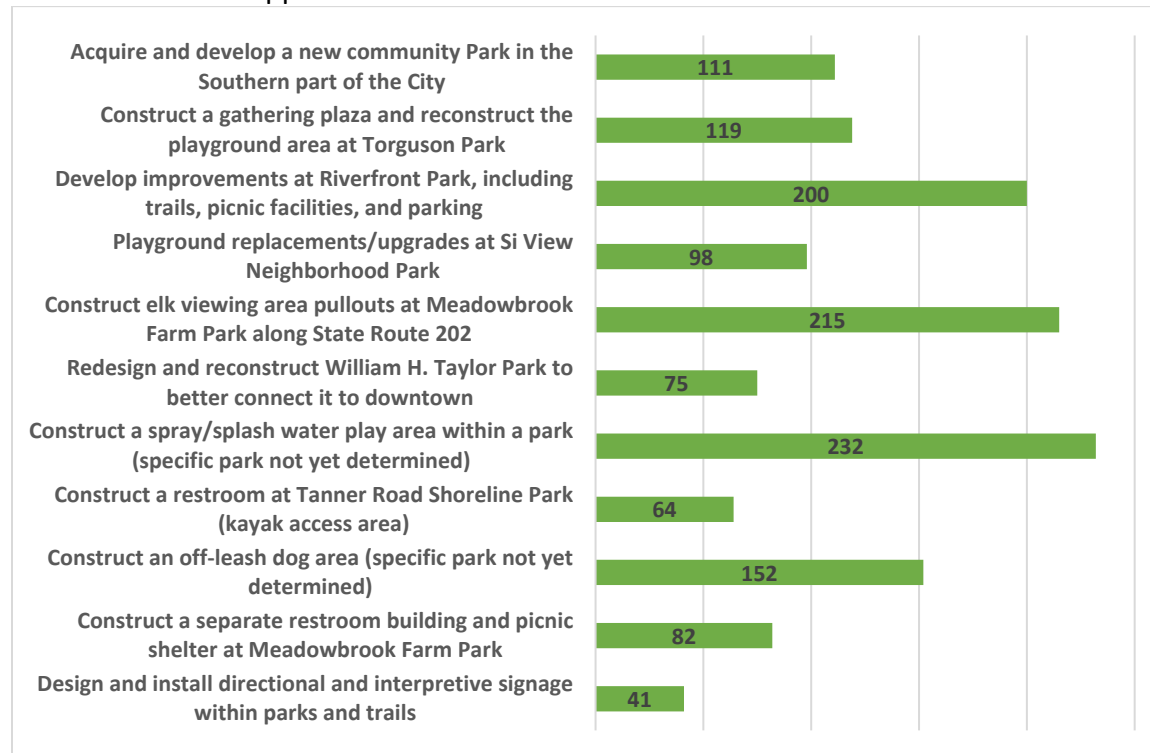 Acquire and develop a new community Park in the
Southern part of the City
111
Construct a gathering plaza and reconstruct the
playground area at Torguson Park
119
Develop improvements at Riverfront Park, including
trails, picnic facilities, and parking
200
Playground replacements/upgrades at Si View
Neighborhood Park
98
Construct elk viewing area pullouts at Meadowbrook
Farm Park along State Route 202
215
Redesign and reconstruct William H. Taylor Park to
better connect it to downtown
75
Construct a spray/splash water play area within a park
(specific park not yet determined)
232
Construct a restroom at Tanner Road Shoreline Park
(kayak access area)
64
Construct an off-leash dog area (specific park not yet
determined)
152
Construct a separate restroom building and picnic
shelter at Meadowbrook Farm Park
82
Design and install directional and interpretive signage
within parks and trails
41